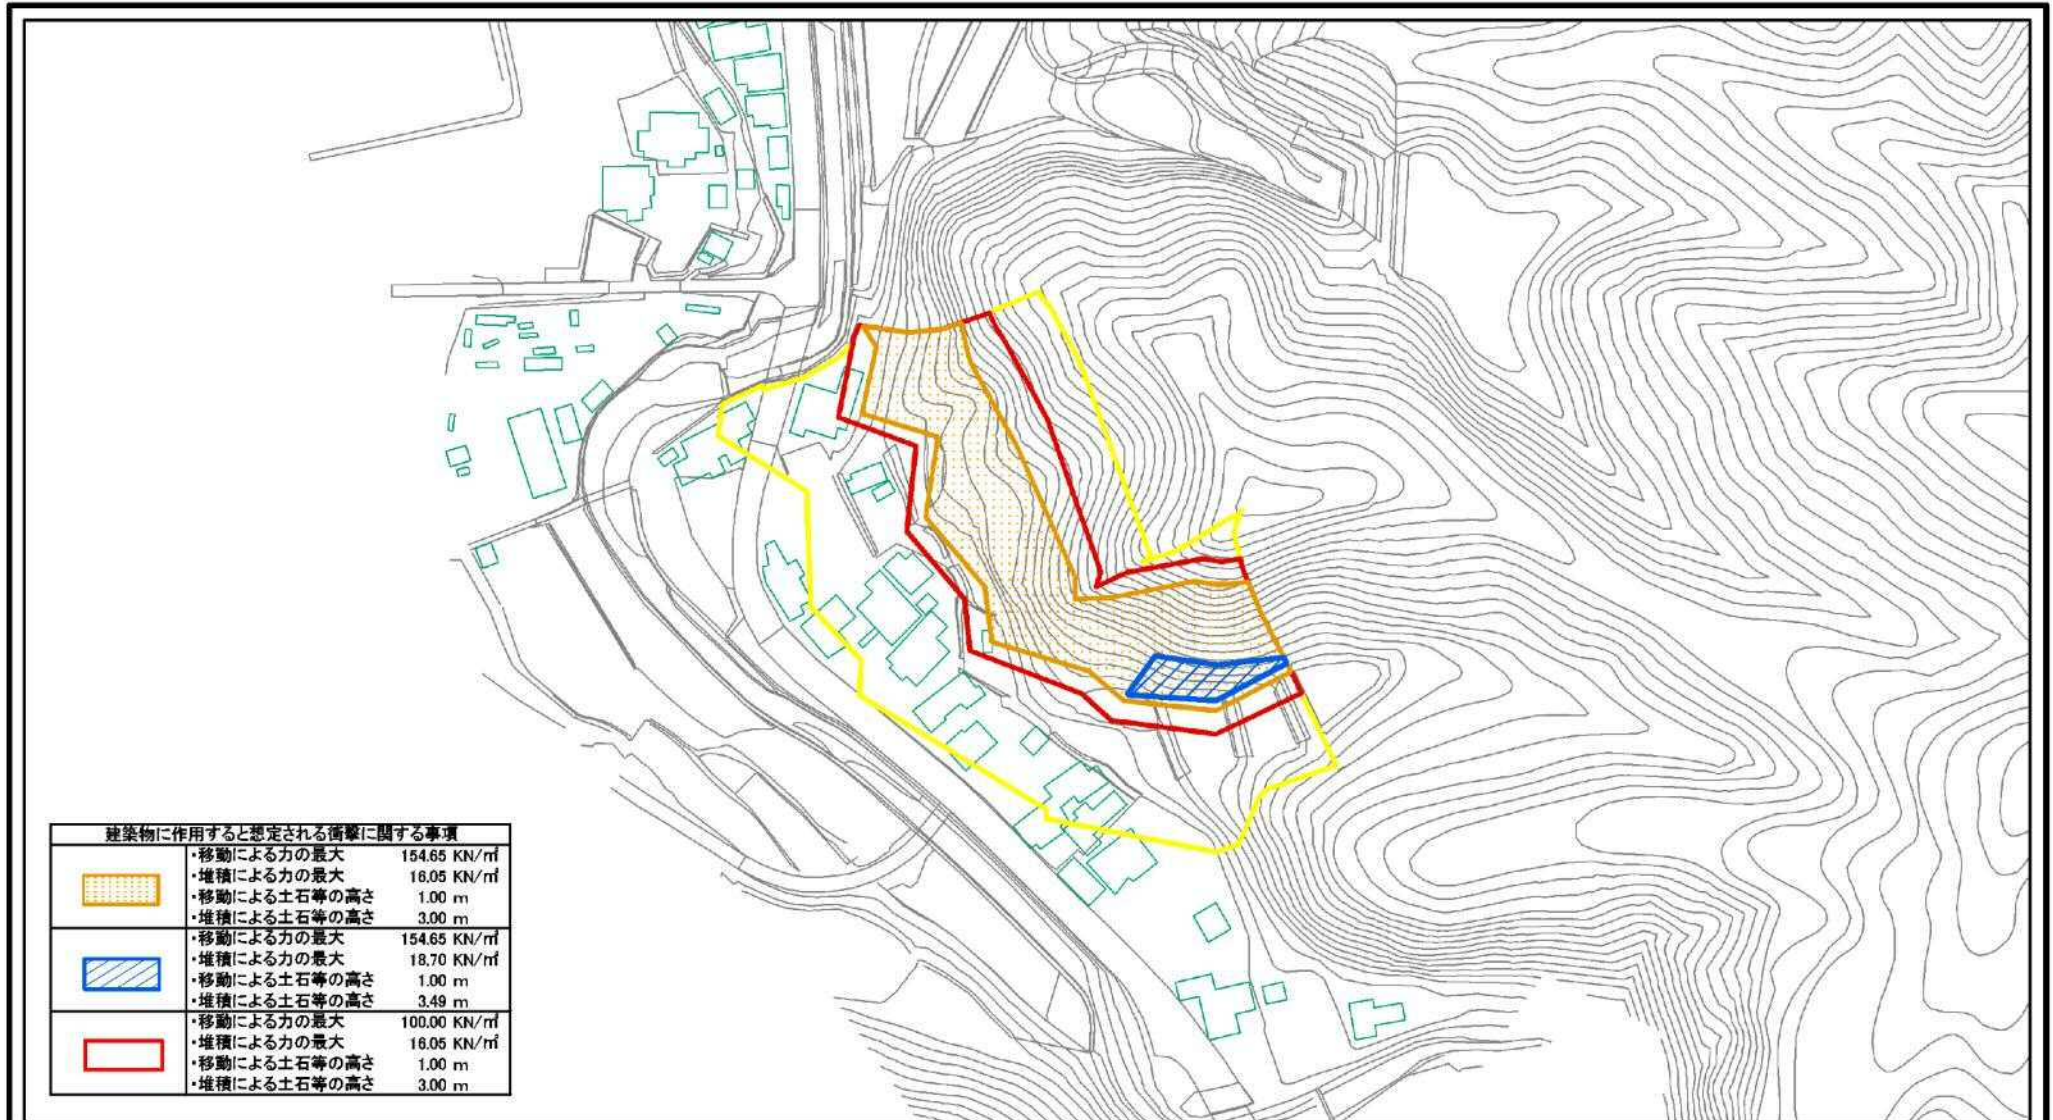 建築物に作用すると想定される衝撃に関する事項
・移動による力の最大 154.65 KN/㎡
・堆積による力の最大 16.05 KN/㎡
・移動による土石等の高さ 1.00 m
・堆積による土石等の高さ 3.00 m
・移動による力の最大 154.65 KN/㎡
・堆積による力の最大 18.70 KN/㎡
・移動による土石等の高さ 1.00 m
・堆積による土石等の高さ 3.49 m
・移動による力の最大 100.00 KN/㎡
・堆積による力の最大 16.05 KN/㎡
・移動による土石等の高さ 1.00 m
・堆積による土石等の高さ 3.00 m